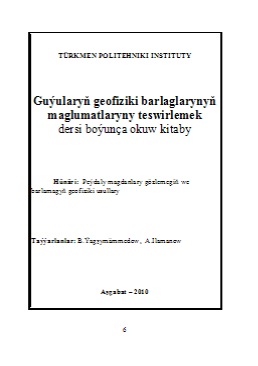 TÜRKMEN POLITEHNIKI INSTITUTY
Guýularyň geofiziki barlaglarynyň
maglumatlaryny teswirlemek
dersi boýunça okuw kitaby
Hünäri: Peýdaly magdanlary gözlemegiň we
barlamagyň geofiziki usullary
Taýýarlanlar: B.Ýagşymämmedow, A.Ilamanow
Aşgabat – 2010
6